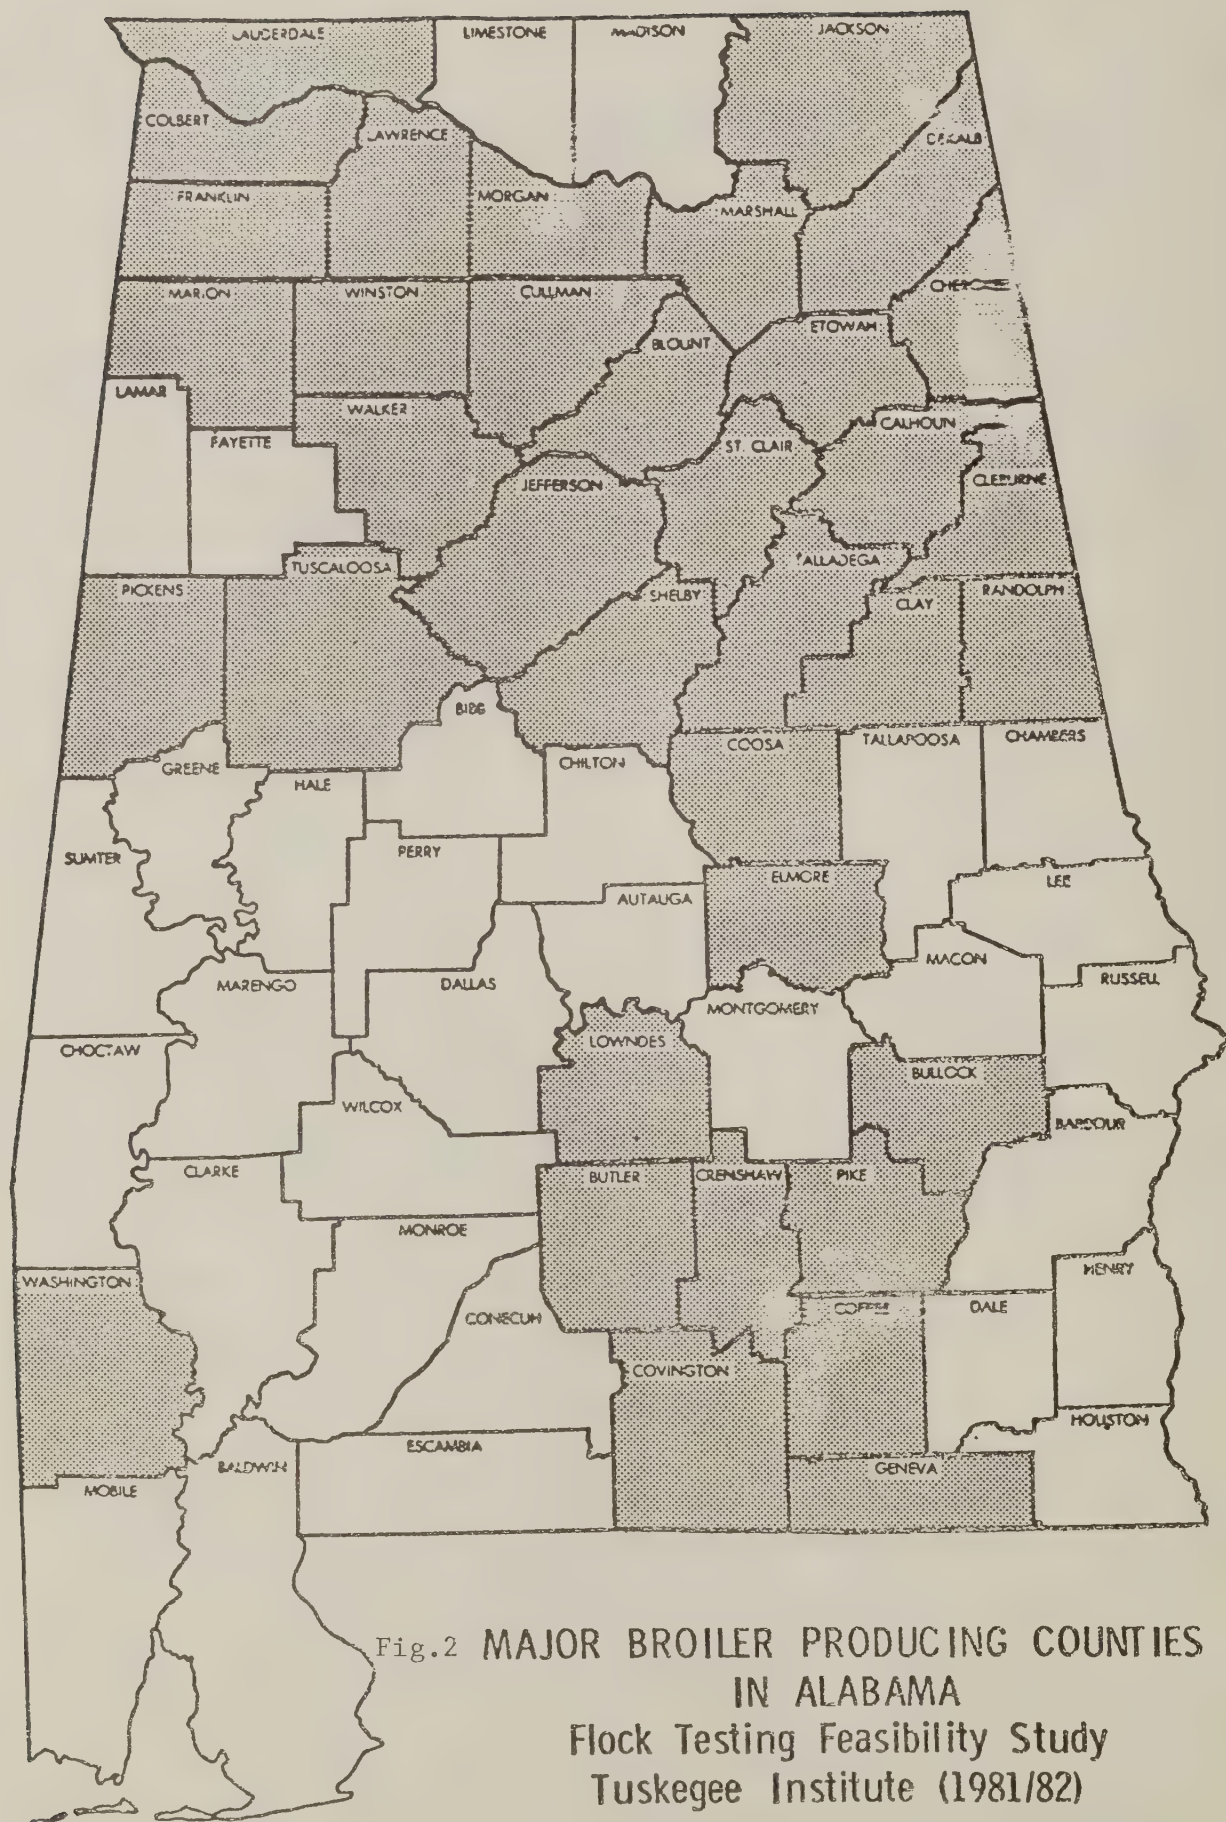 LAUDERDALE LIMESTONE MADISON JACKSON
COLBERT LAWRENCE DEKALB
FRANKLIN MORGAN MARSHALL
MARION WINSTON CULLMAN CHEROKEE
BLOUNT ETOWAH
LAMAR WALKER CALHOUN
FAYETTE ST. CLAIR
JEFFERSON CLEBURNE
TUSCALOOSA TALLADEGA
PICKENS SHELBY CLAY RANDOLPH
BIBB
GREENE HALE CHILTON COOSA TALLAPOOSA CHAMBERS
SUMTER PERRY ELMORE LEE
AUTAUGA
MARENGO DALLAS MACON RUSSELL
MONTGOMERY
CHOCTAW LOWNDES BULLOCK
WILCOX BARBOUR
CLARKE BUTLER CRENSHAW PIKE
MONROE
WASHINGTON HENRY
CONECUH COFFEE DALE
COVINGTON
HOUSTON
ESCAMBIA
BALDWIN GENEVA
MOBILE
Fig.2 MAJOR BROILER PRODUCING COUNTIES
IN ALABAMA
Flock Testing Feasibility Study
Tuskegee Institute (1981/82)